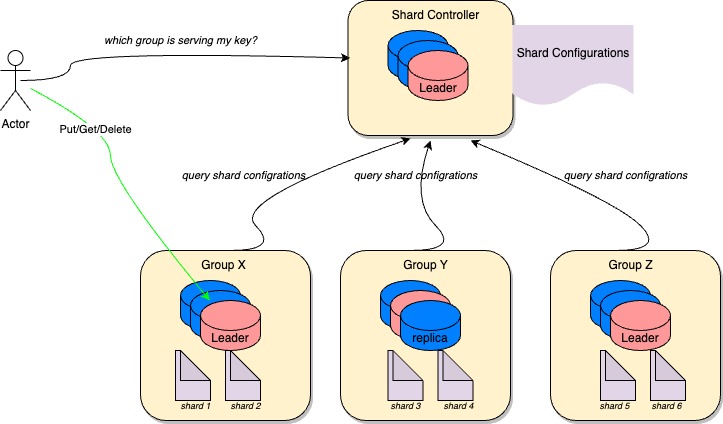 Shard Controller
which group is serving my key?
Shard Configurations
Leader
Actor
Put/Get/Delete
query shard configrations
query shard configrations
query shard configrations
Group X
Group Y
Group Z
Leader
replica
Leader
shard 1
shard 2
shard 3
shard 4
shard 5
shard 6